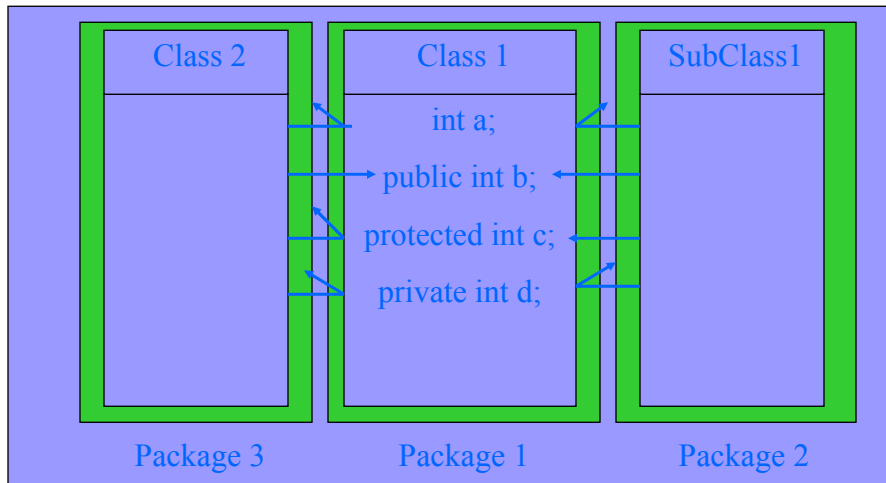 Class 2
Class 1
SubClass1
int a;
public int b;
protected int c;
private int d;
Package 3
Package 1
Package 2